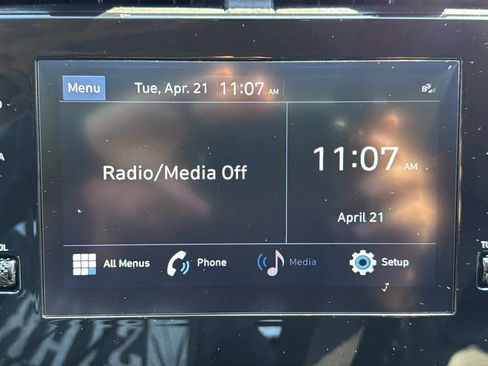 Menu Tue, Apr. 21 11:07 AM
Radio/Media Off
11:07 AM
April 21
All Menus Phone Media Setup